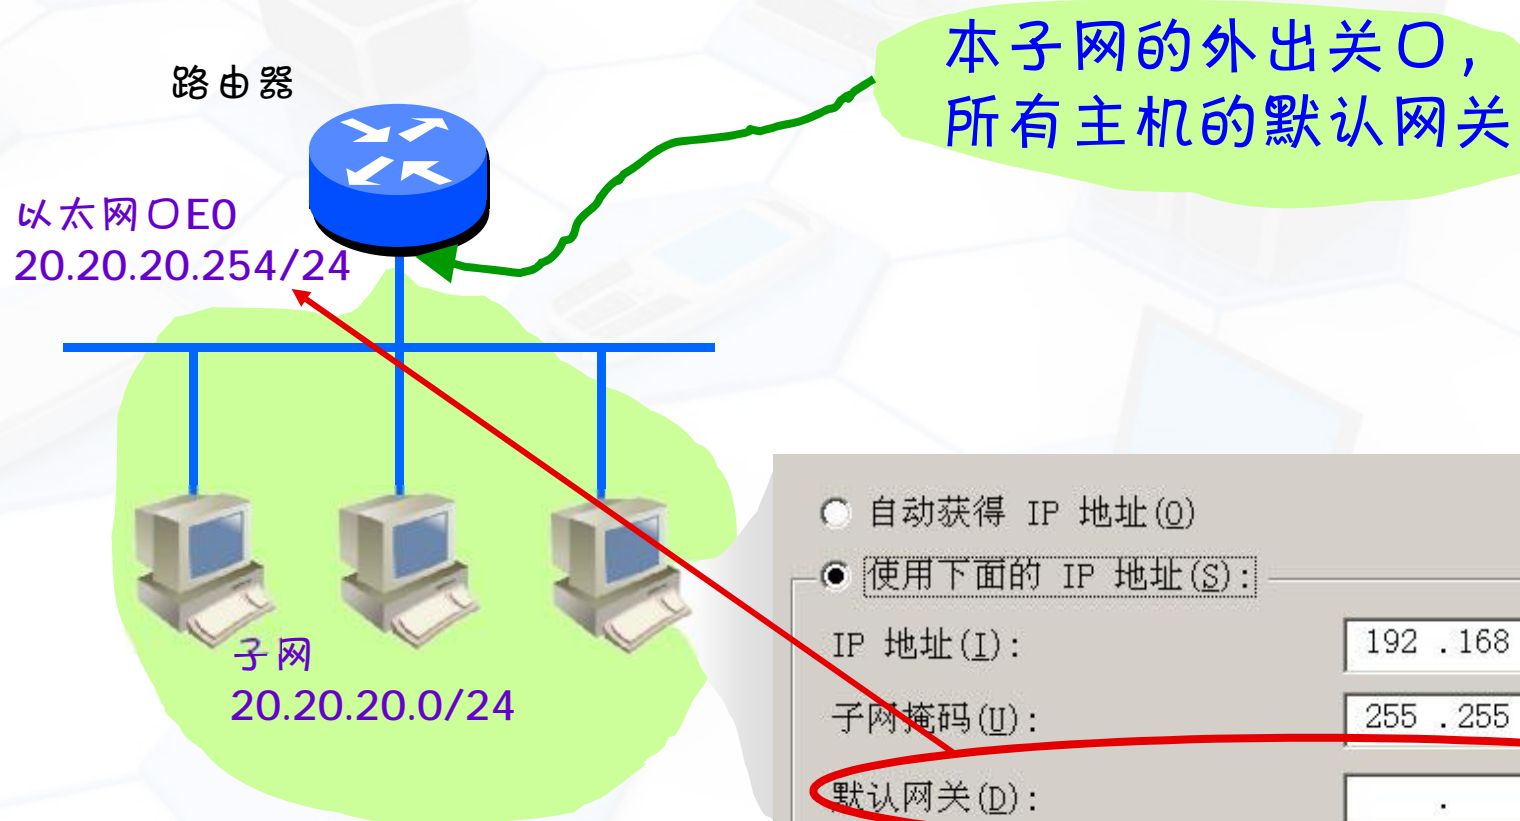 本子网的外出关口,
所有主机的默认网关
路由器
以太网口E0
20.20.20.254/24
子网
20.20.20.0/24
自动获得 IP 地址(O)
使用下面的 IP 地址(S):
IP 地址(I): 192 .168
子网掩码(U): 255 .255
默认网关(D): .